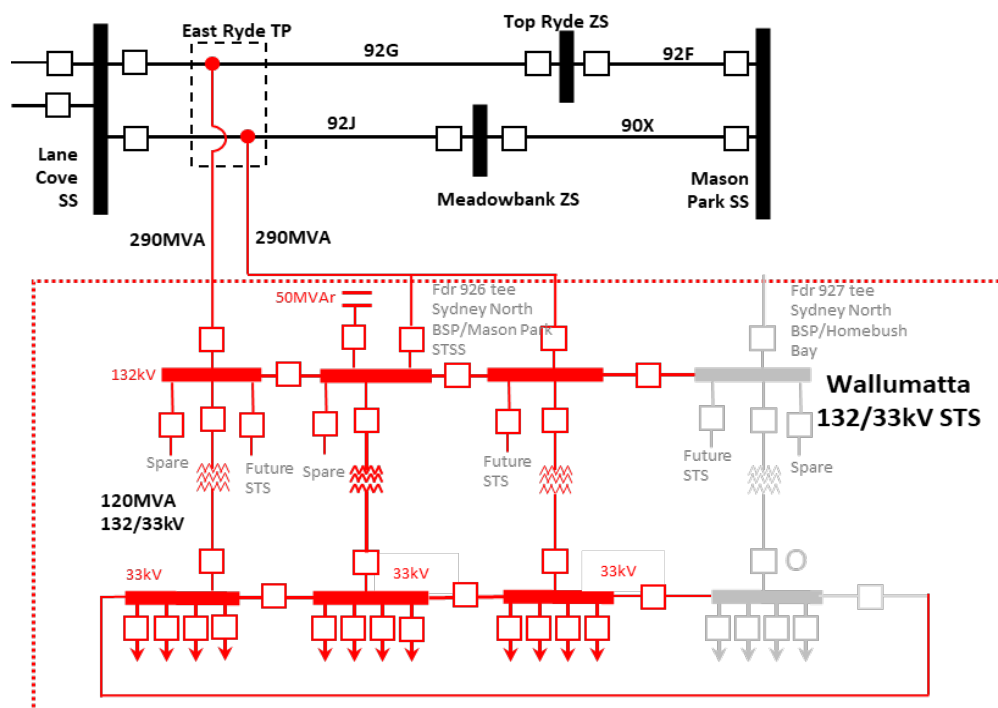 East Ryde TP
Top Ryde ZS
92G
92F
92J
90X
Lane
Cove
SS
Meadowbank ZS
Mason
Park SS
290MVA
290MVA
50MVAr
Fdr 926 tee
Sydney North
BSP/Mason Park
STSS
Fdr 927 tee
Sydney North
BSP/Homebush
Bay
132kV
Wallumatta
132/33kV STS
Spare
Future
STS
Spare
Future
STS
Future
STS
Spare
120MVA
132/33kV
33kV
33kV
33kV